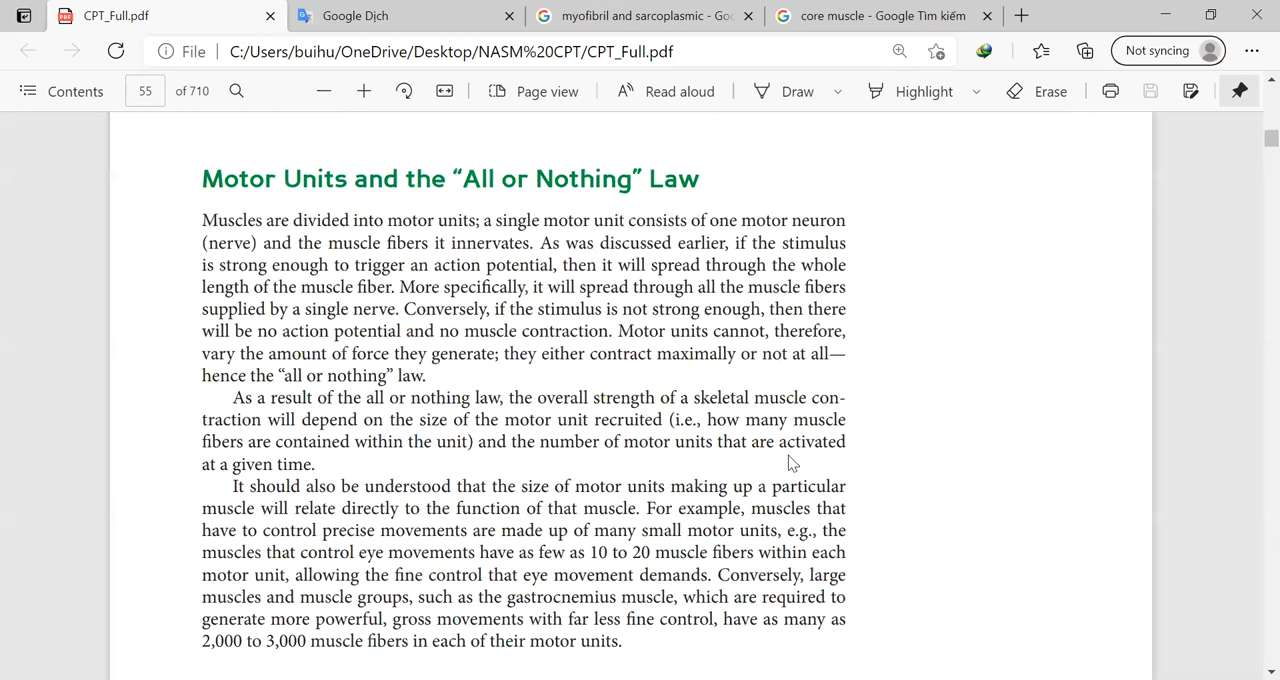 CPT_Full.pdf
Google Dịch
myofibril and sarcoplasmic - Goo
core muscle - Google Tìm kiếm
File
C:/Users/buihu/OneDrive/Desktop/NASM%20CPT/CPT_Full.pdf
Not syncing
Contents
55
of 710
Page view
Read aloud
Draw
Highlight
Erase
Motor Units and the “All or Nothing” Law
Muscles are divided into motor units; a single motor unit consists of one motor neuron
(nerve) and the muscle fibers it innervates. As was discussed earlier, if the stimulus
is strong enough to trigger an action potential, then it will spread through the whole
length of the muscle fiber. More specifically, it will spread through all the muscle fibers
supplied by a single nerve. Conversely, if the stimulus is not strong enough, then there
will be no action potential and no muscle contraction. Motor units cannot, therefore,
vary the amount of force they generate; they either contract maximally or not at all—
hence the “all or nothing” law.
As a result of the all or nothing law, the overall strength of a skeletal muscle con-
traction will depend on the size of the motor unit recruited (i.e., how many muscle
fibers are contained within the unit) and the number of motor units that are activated
at a given time.
It should also be understood that the size of motor units making up a particular
muscle will relate directly to the function of that muscle. For example, muscles that
have to control precise movements are made up of many small motor units, e.g., the
muscles that control eye movements have as few as 10 to 20 muscle fibers within each
motor unit, allowing the fine control that eye movement demands. Conversely, large
muscles and muscle groups, such as the gastrocnemius muscle, which are required to
generate more powerful, gross movements with far less fine control, have as many as
2,000 to 3,000 muscle fibers in each of their motor units.